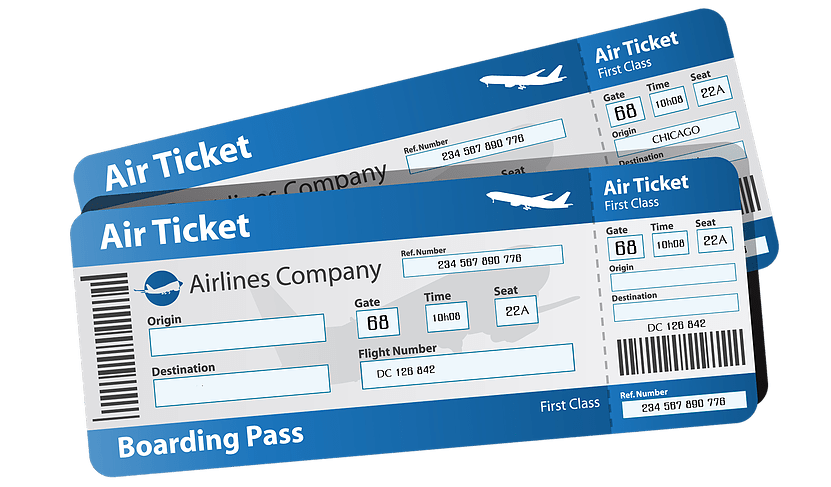 Air Ticket
Air Ticket
First Class
Gate Time Seat
68 10h08 22A
Origin
CHICAGO
Destination
Ref. Number
234 567 890 776
Seat
Airlines Company
Air Ticket
Airlines Company
Ref. Number
234 567 890 776
Origin
Gate Time Seat
68 10h08 22A
Destination
Flight Number
DC 126 842
First Class
Boarding Pass
Air Ticket
First Class
Gate Time Seat
68 10h08 22A
Origin
Destination
DC 126 842
Ref. Number
234 567 890 776